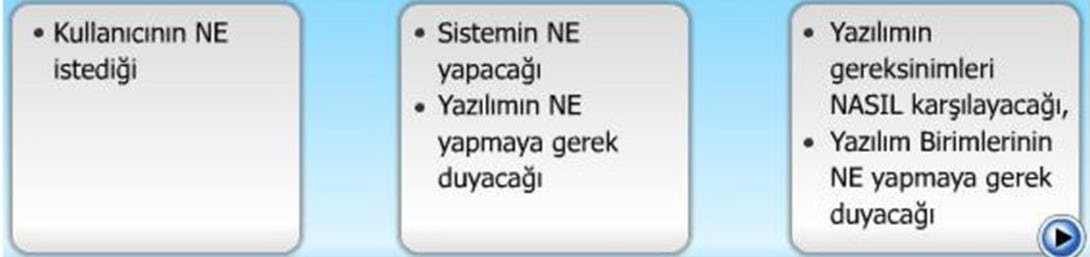 • Kullanıcının NE
istediği
• Sistemin NE
yapacağı
• Yazılımın NE
yapmaya gerek
duyacağı
• Yazılımın
gereksinimleri
NASIL karşılayacağı,
• Yazılım Birimlerinin
NE yapmaya gerek
duyacağı